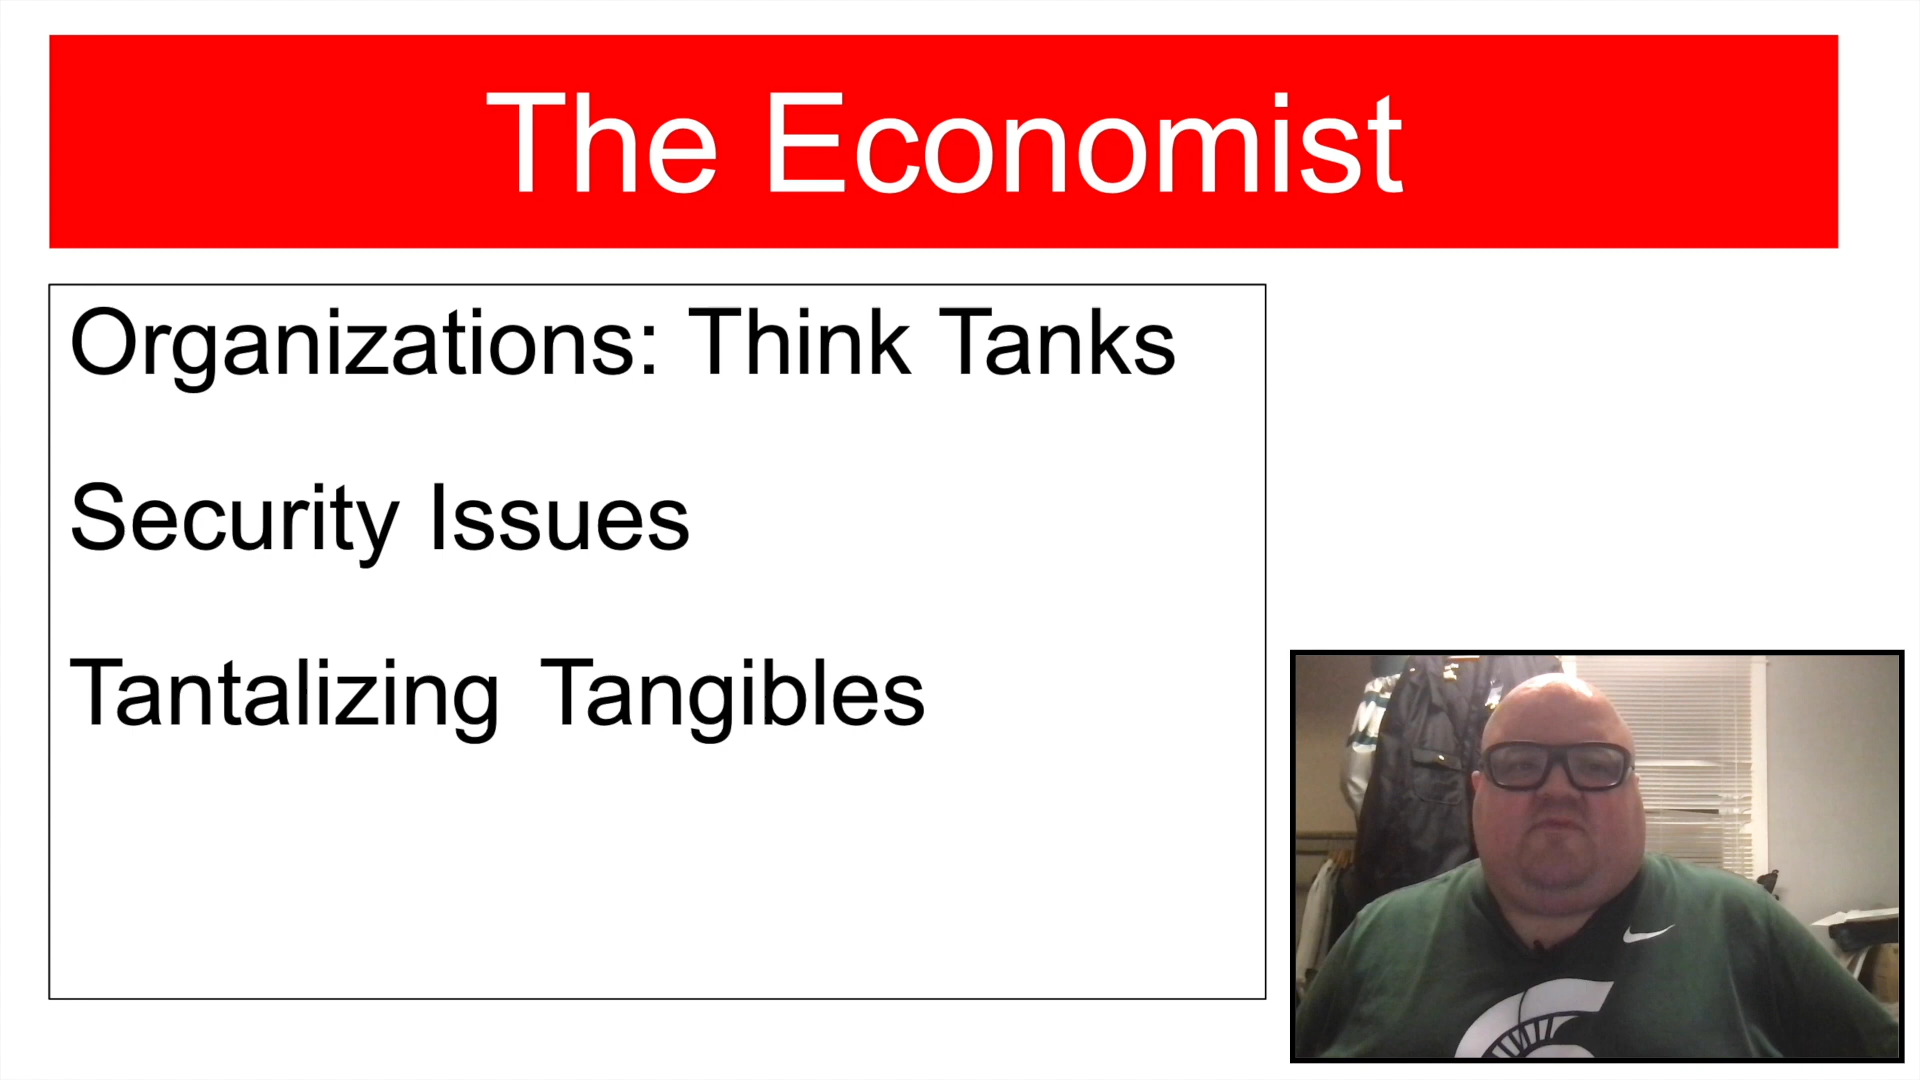 The Economist
Organizations: Think Tanks
Security Issues
Tantalizing Tangibles